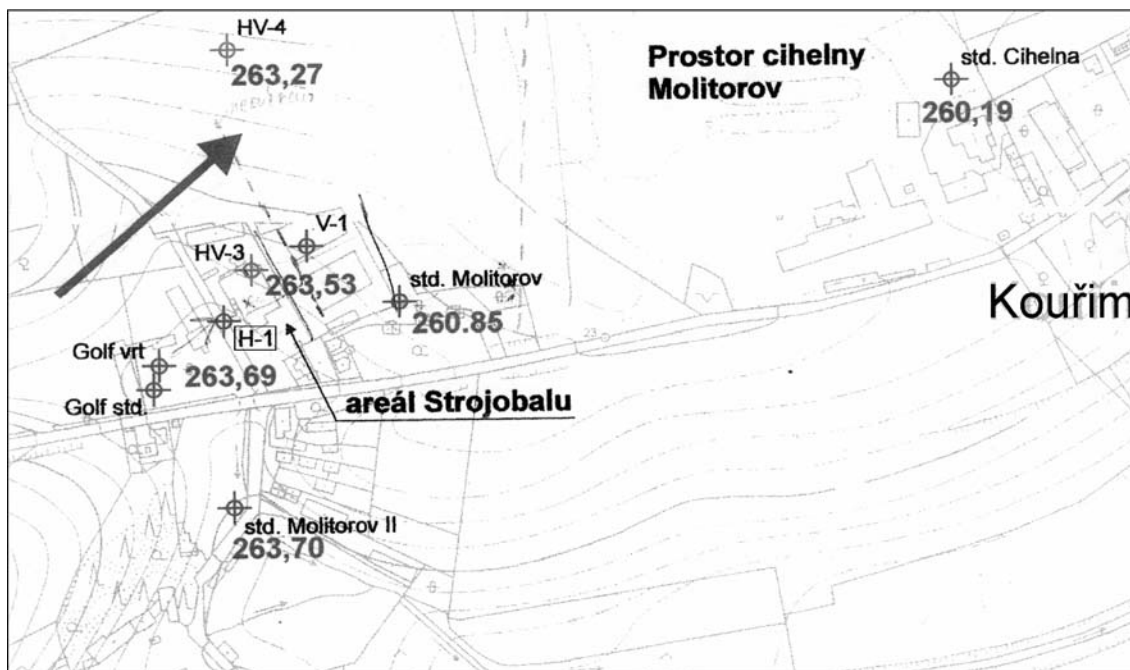 HV-4
263,27
Prostor cihelny
Molitorov
std. Cihelna
260,19
V-1
HV-3
263,53
std. Molitorov
260.85
Kouřim
H-1
23
Golf vrt
263,69
Golf std.
areál Strojobalu
std. Molitorov II
263,70